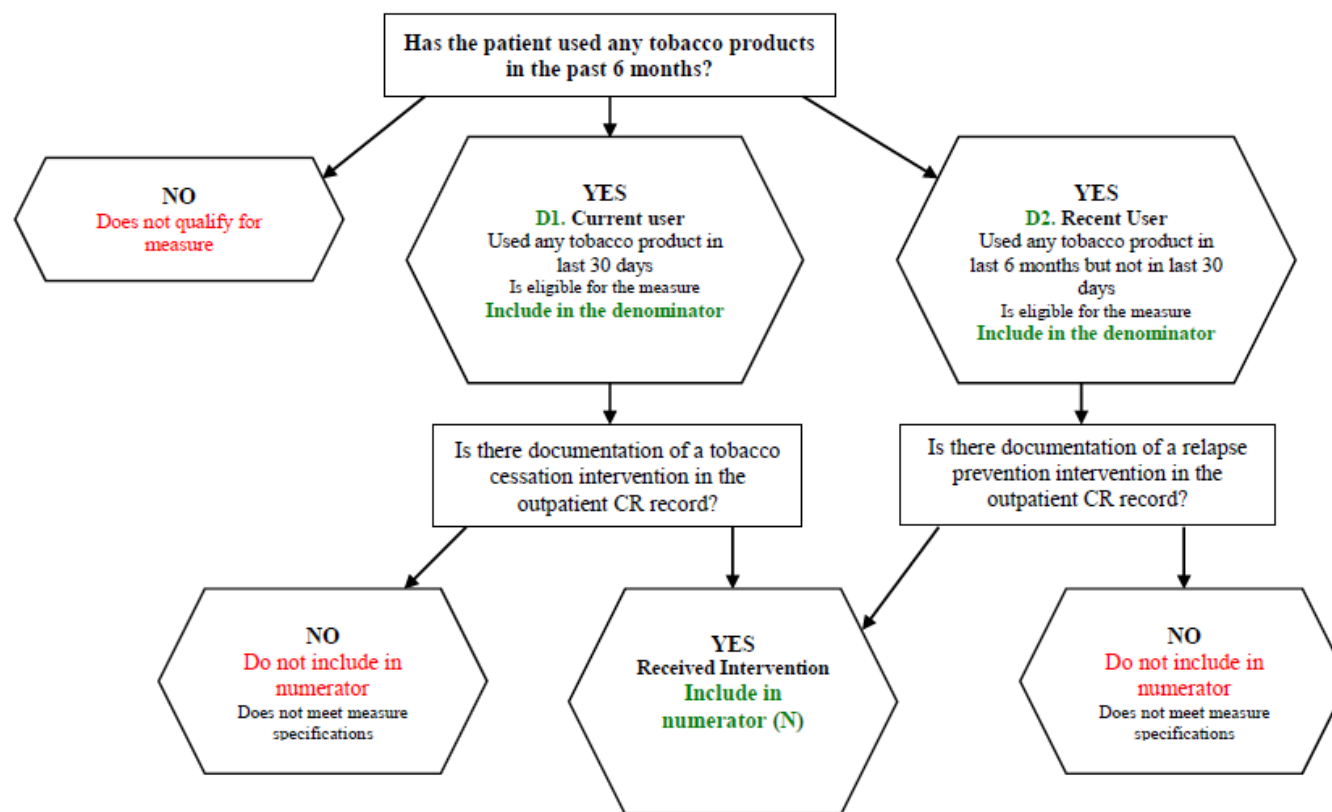 Has the patient used any tobacco products
in the past 6 months?
NO
Does not qualify for
measure
YES
D1. Current user
Used any tobacco product in
last 30 days
Is eligible for the measure
Include in the denominator
YES
D2. Recent User
Used any tobacco product in
last 6 months but not in last 30
days
Is eligible for the measure
Include in the denominator
Is there documentation of a tobacco
cessation intervention in the
outpatient CR record?
Is there documentation of a relapse
prevention intervention in the
outpatient CR record?
NO
Do not include in
numerator
Does not meet measure
specifications
YES
Received Intervention
Include in
numerator (N)
NO
Do not include in
numerator
Does not meet measure
specifications